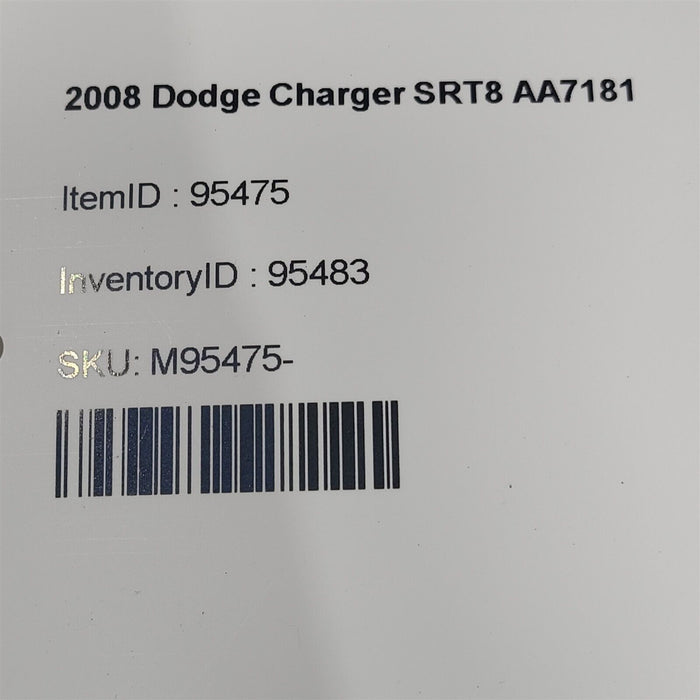 2008 Dodge Charger SRT8 AA7181
ItemID : 95475
InventoryID : 95483
SKU: M95475-